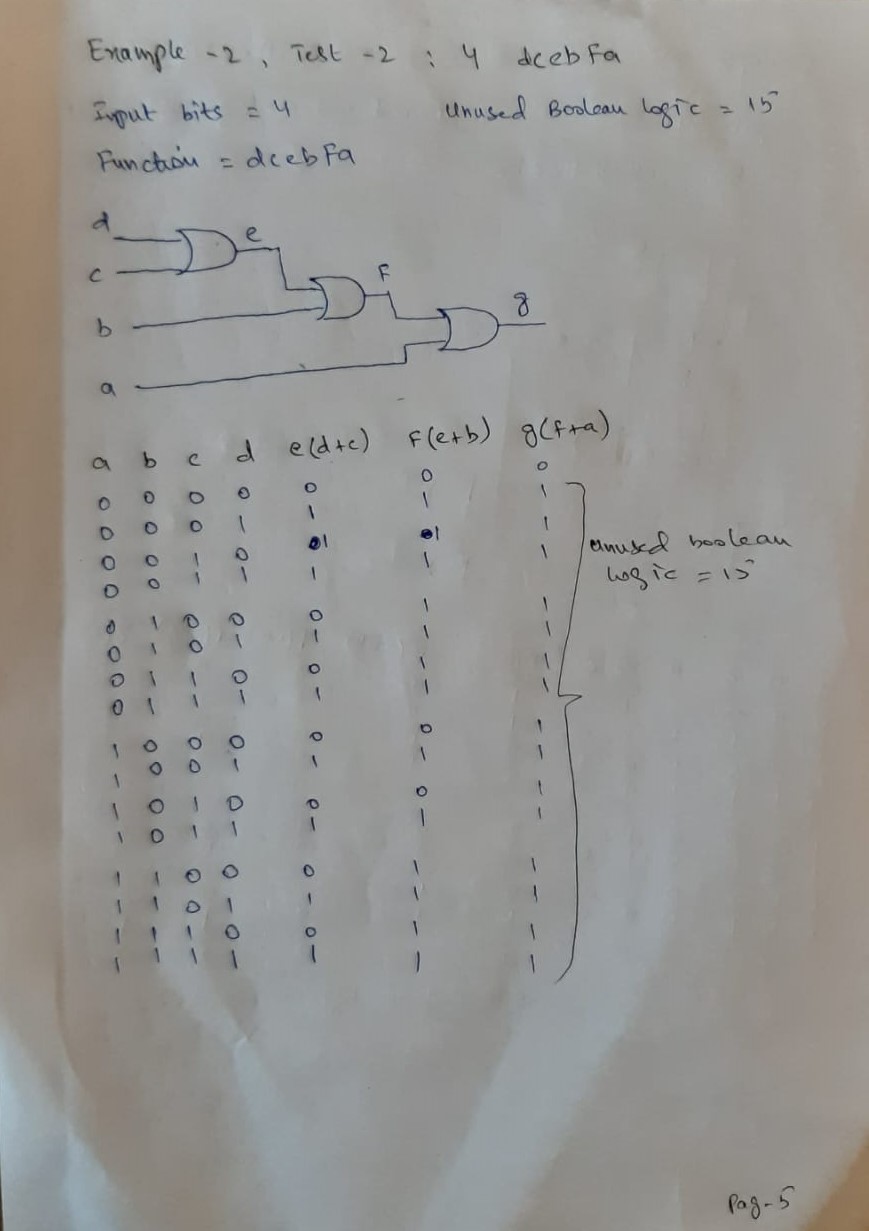 Example -2, Test -2 : 4 dcebFa
Input bits = 4 Unused Boolean logic = 15
Function = dcebFa
d
e
c
F
g
b
a
a b c d e(d+c) F(e+b) g(f+a)
0 0 0 0 0 0 0
0 0 0 1 1 1 1
0 0 1 0 1 1 1
0 0 1 1 1 1 1
unused boolean
logic = 15
0 1 0 0 0 1 1
0 1 0 1 1 1 1
0 1 1 0 0 1 1
0 1 1 1 1 1 1
1 0 0 0 0 0 1
1 0 0 1 1 1 1
1 0 1 0 0 0 1
1 0 1 1 1 1 1
1 1 0 0 0 1 1
1 1 0 1 1 1 1
1 1 1 0 0 1 1
1 1 1 1 1 1 1
Pag-5